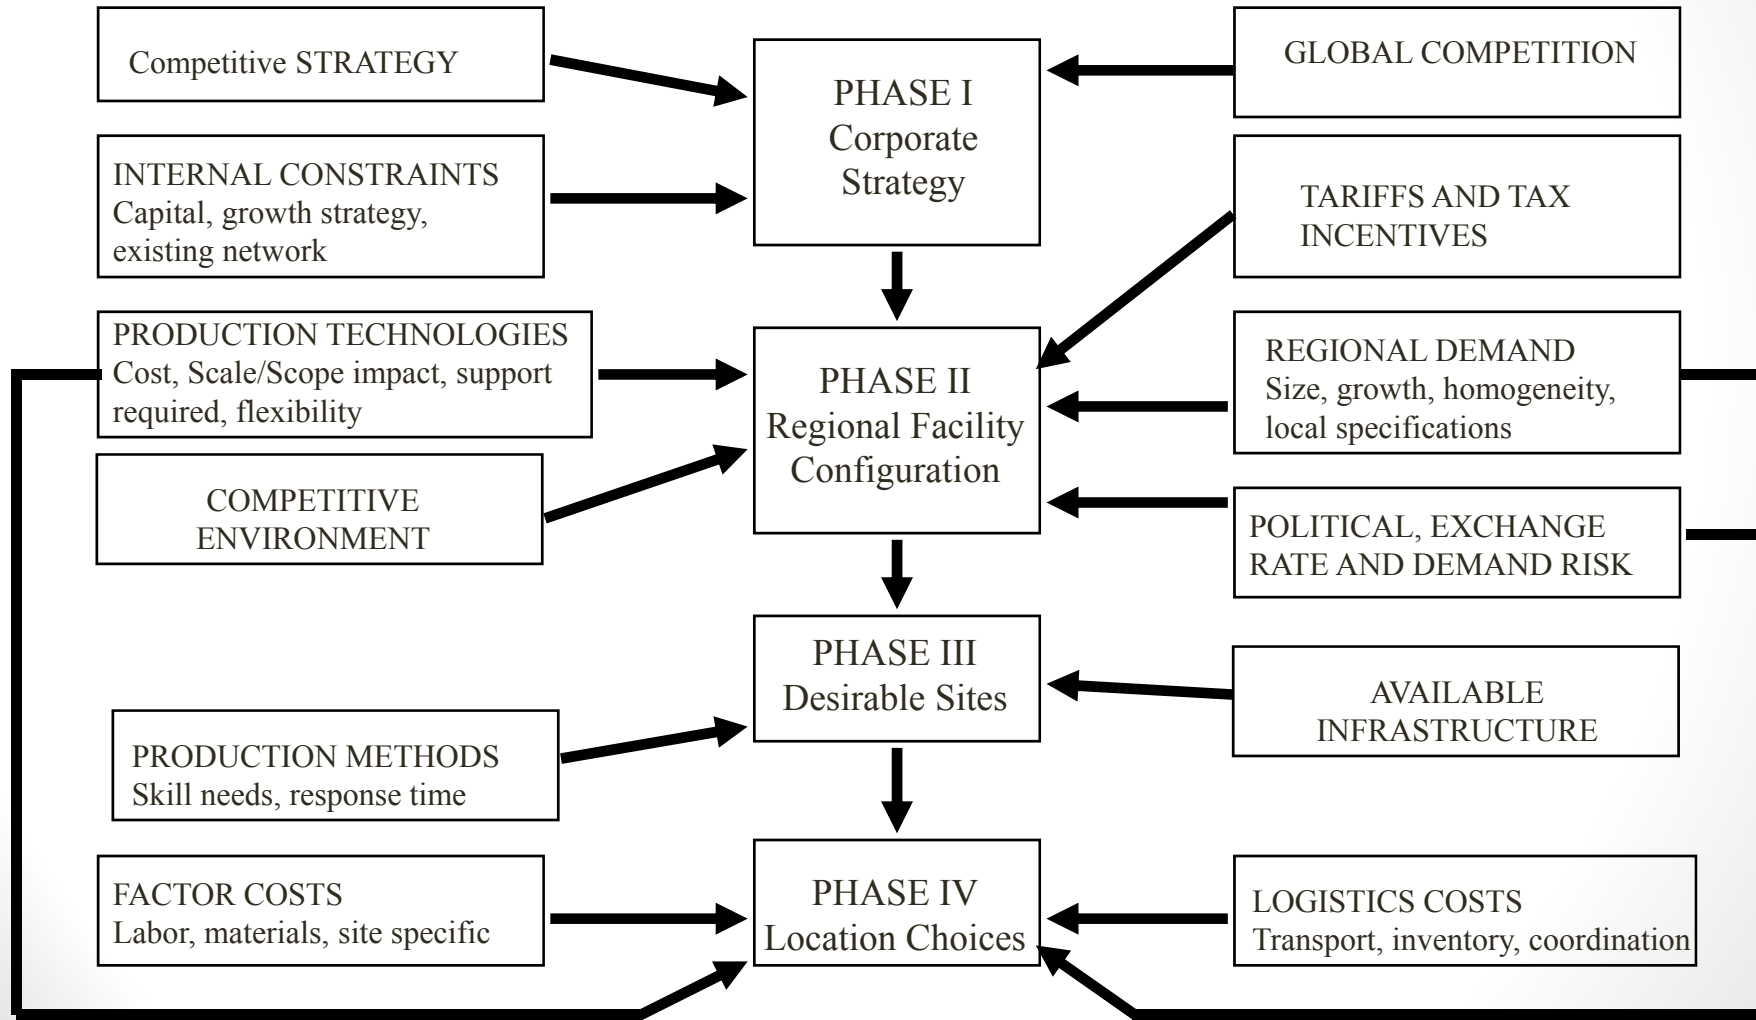 Competitive STRATEGY
INTERNAL CONSTRAINTS
Capital, growth strategy,
existing network
PRODUCTION TECHNOLOGIES
Cost, Scale/Scope impact, support
required, flexibility
COMPETITIVE
ENVIRONMENT
PRODUCTION METHODS
Skill needs, response time
FACTOR COSTS
Labor, materials, site specific
PHASE I
Corporate
Strategy
PHASE II
Regional Facility
Configuration
PHASE III
Desirable Sites
PHASE IV
Location Choices
GLOBAL COMPETITION
TARIFFS AND TAX
INCENTIVES
REGIONAL DEMAND
Size, growth, homogeneity,
local specifications
POLITICAL, EXCHANGE
RATE AND DEMAND RISK
AVAILABLE
INFRASTRUCTURE
LOGISTICS COSTS
Transport, inventory, coordination